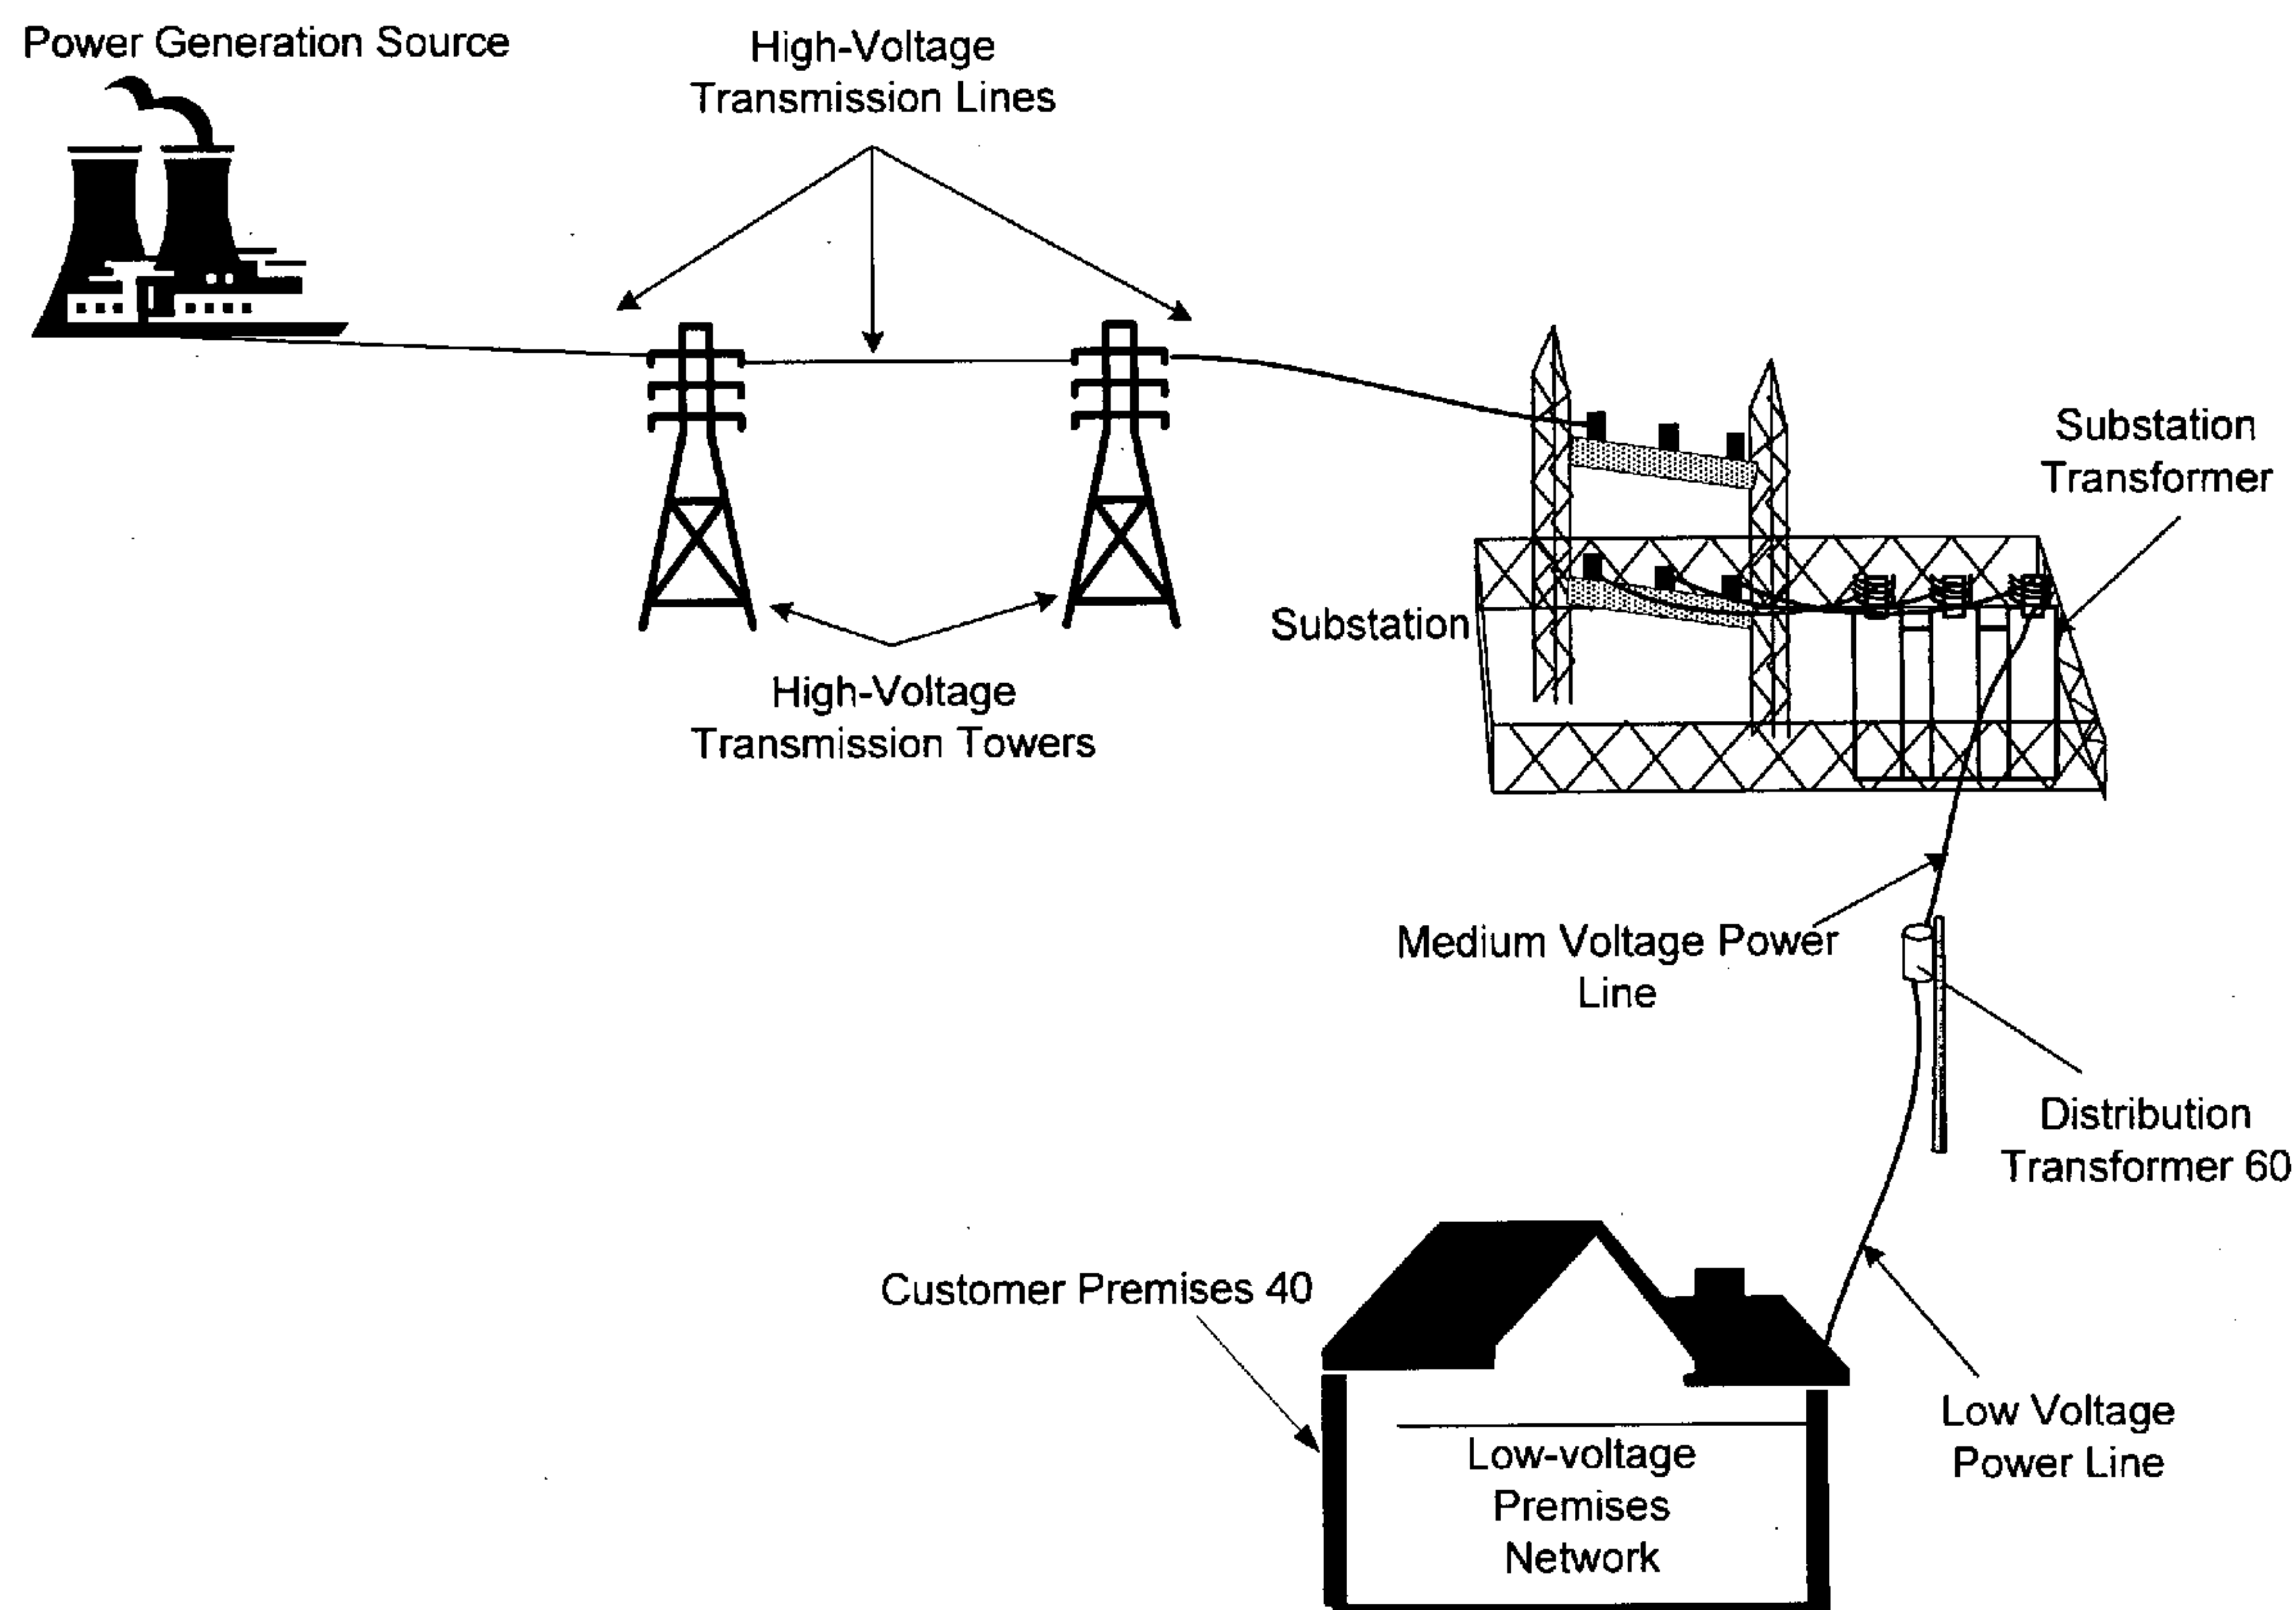 Power Generation Source
High-Voltage
Transmission Lines
Substation
Transformer
Substation
High-Voltage
Transmission Towers
Medium Voltage Power
Line
Distribution
Transformer 60
Customer Premises 40
Low Voltage
Power Line
Low-voltage
Premises
Network